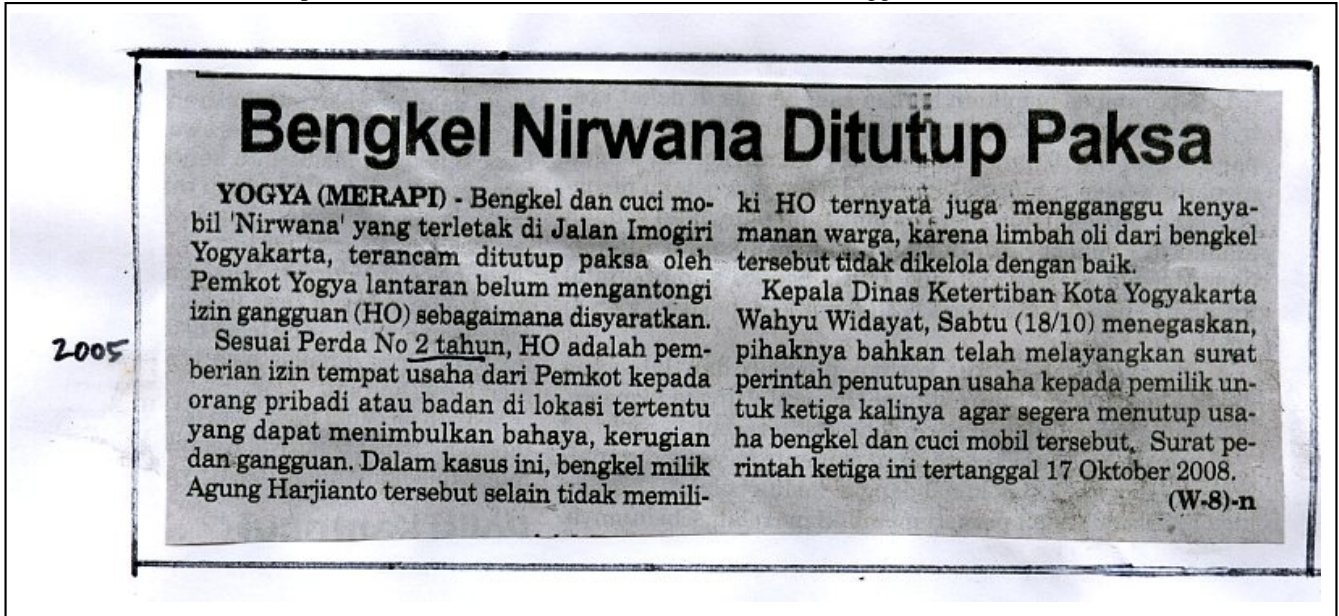 Bengkel Nirwana Ditutup Paksa
YOGYA (MERAPI) - Bengkel dan cuci mo-
bil 'Nirwana' yang terletak di Jalan Imogiri
Yogyakarta, terancam ditutup paksa oleh
Pemkot Yogya lantaran belum mengantongi
izin gangguan (HO) sebagaimana disyaratkan.
2005
Sesuai Perda No 2 tahun, HO adalah pem-
berian izin tempat usaha dari Pemkot kepada
orang pribadi atau badan di lokasi tertentu
yang dapat menimbulkan bahaya, kerugian
dan gangguan. Dalam kasus ini, bengkel milik
Agung Harjianto tersebut selain tidak memili-
ki HO ternyata juga mengganggu kenya-
manan warga, karena limbah oli dari bengkel
tersebut tidak dikelola dengan baik.
Kepala Dinas Ketertiban Kota Yogyakarta
Wahyu Widayat, Sabtu (18/10) menegaskan,
pihaknya bahkan telah melayangkan surat
perintah penutupan usaha kepada pemilik un-
tuk ketiga kalinya agar segera menutup usa-
ha bengkel dan cuci mobil tersebut. Surat pe-
rintah ketiga ini tertanggal 17 Oktober 2008.
(W-8)-n